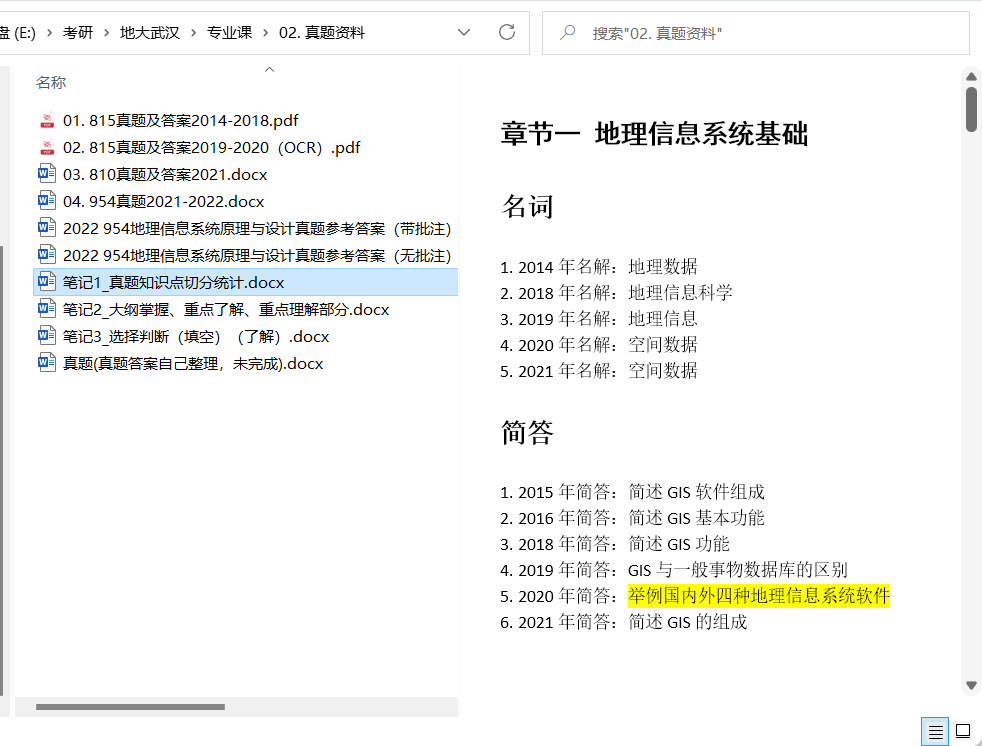 盘 (E:) › 考研 › 地大武汉 › 专业课 › 02. 真题资料
搜索"02. 真题资料"
名称
01. 815真题及答案2014-2018.pdf
02. 815真题及答案2019-2020（OCR）.pdf
03. 810真题及答案2021.docx
04. 954真题2021-2022.docx
2022 954地理信息系统原理与设计真题参考答案（带批注）
2022 954地理信息系统原理与设计真题参考答案（无批注）
笔记1_真题知识点切分统计.docx
笔记2_大纲掌握、重点了解、重点理解部分.docx
笔记3_选择判断（填空）（了解）.docx
真题(真题答案自己整理，未完成).docx
章节一 地理信息系统基础
名词
1. 2014 年名解：地理数据
2. 2018 年名解：地理信息科学
3. 2019 年名解：地理信息
4. 2020 年名解：空间数据
5. 2021 年名解：空间数据
简答
1. 2015 年简答：简述 GIS 软件组成
2. 2016 年简答：简述 GIS 基本功能
3. 2018 年简答：简述 GIS 功能
4. 2019 年简答：GIS 与一般事物数据库的区别
5. 2020 年简答：举例国内外四种地理信息系统软件
6. 2021 年简答：简述 GIS 的组成